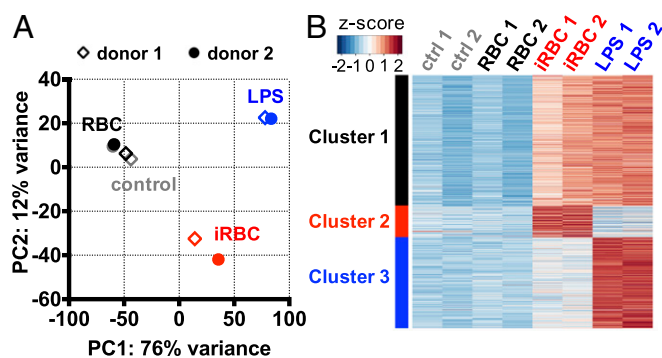 A
donor 1
donor 2
40
20
0
-20
-40
-60
-100
-50
0
50
100
PC2: 12% variance
PC1: 76% variance
LPS
RBC
control
iRBC
B
z-score
-2-1 0 1 2
ctrl 1
ctrl 2
RBC 1
RBC 2
iRBC 1
iRBC 2
LPS 1
LPS 2
Cluster 1
Cluster 2
Cluster 3